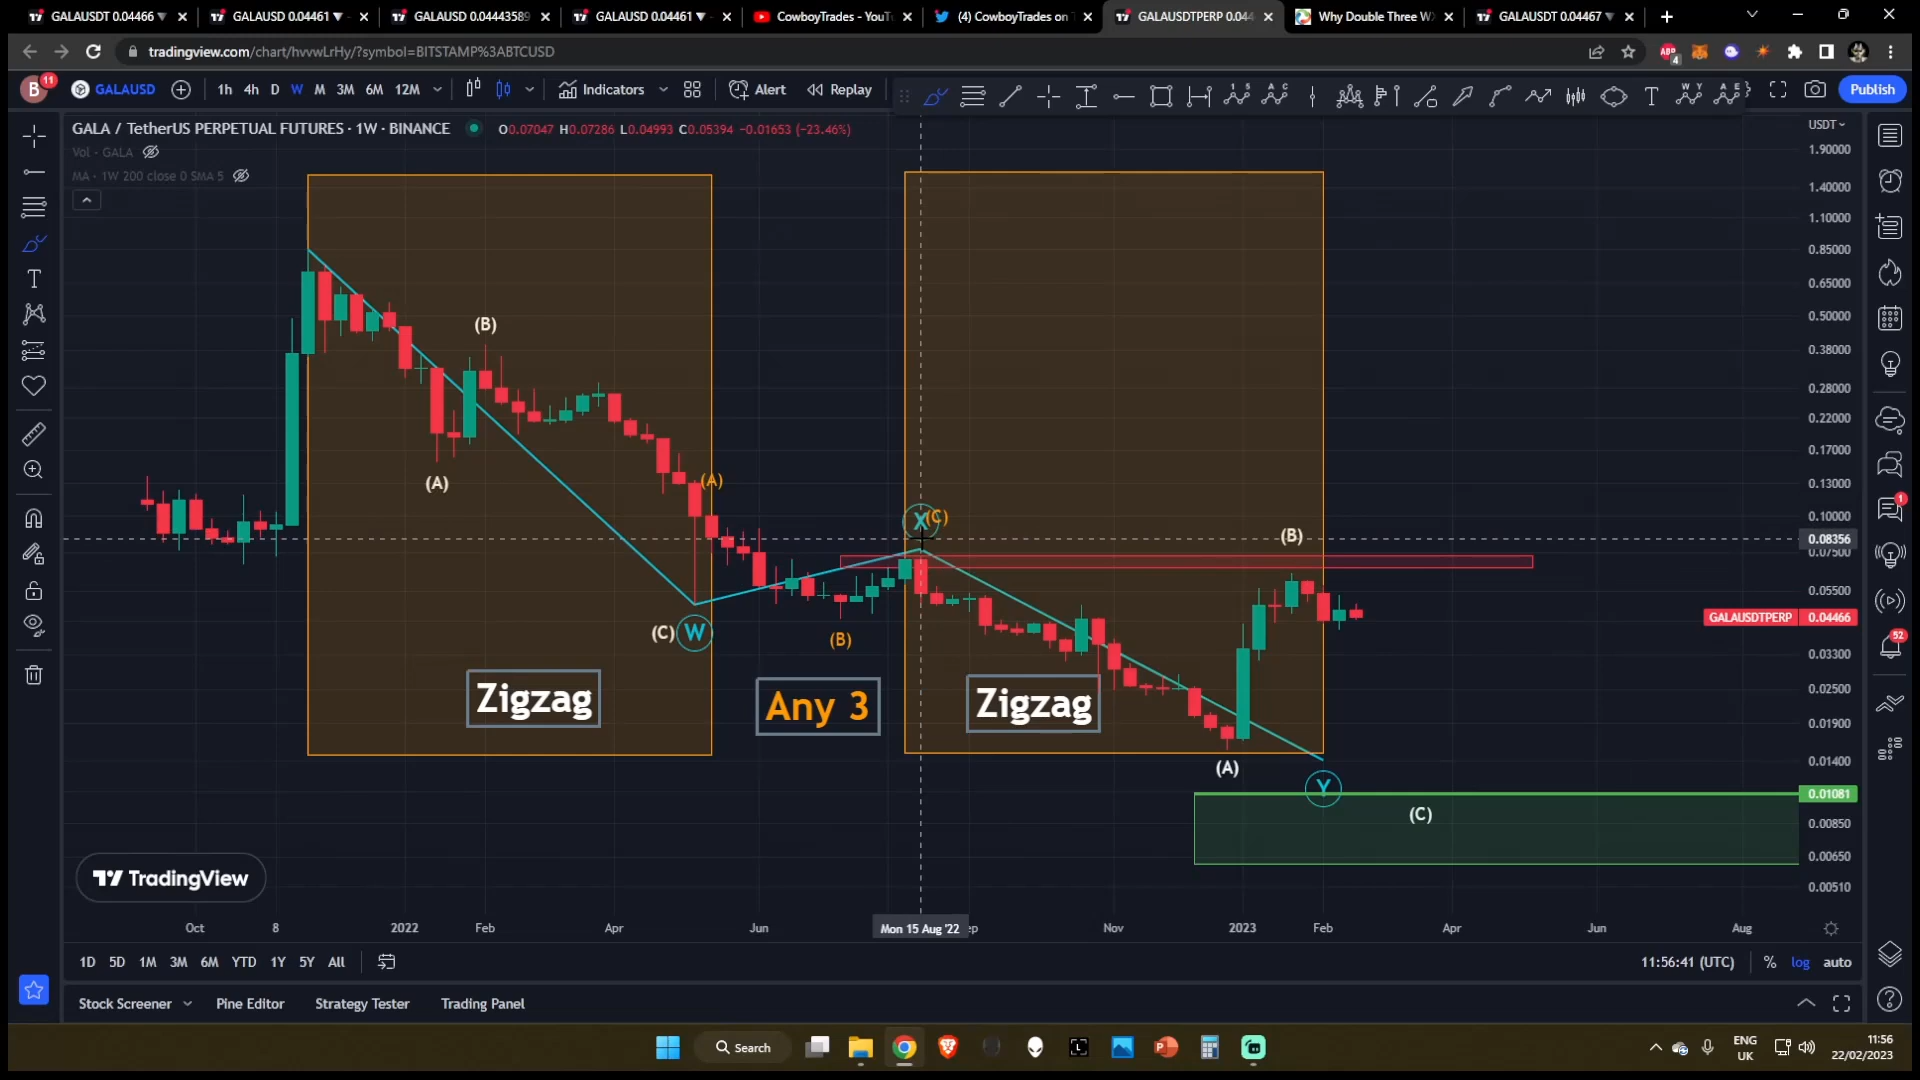 GALAUSDT 0.04466 ▼
GALAUSD 0.04461 ▼
GALAUSD 0.04443589
GALAUSD 0.04461 ▼
CowboyTrades - YouT
(4) CowboyTrades on
GALAUSDTPERP 0.044
Why Double Three W
GALAUSDT 0.04467 ▼
tradingview.com/chart/hvvwLrHy/?symbol=BITSTAMP%3ABTCUSD
ABP
4
B
11
GALAUSD
1h 4h D W M 3M 6M 12M
Indicators
Alert
Replay
Publish
GALA / TetherUS PERPETUAL FUTURES · 1W · BINANCE
O0.07047 H0.07286 L0.04993 C0.05394 −0.01653 (−23.46%)
Vol · GALA
MA · 1W 200 close 0 SMA 5
USDT
1.90000
1.40000
1.10000
0.85000
0.65000
0.50000
0.38000
0.28000
0.22000
0.17000
0.13000
0.10000
0.08356
0.07500
0.05500
GALAUSDTPERP 0.04466
0.03300
0.02500
0.01900
0.01400
0.01081
0.00850
0.00650
0.00510
(B)
(A)
(A)
X
(C)
(B)
(C)
W
(B)
Zigzag
Any 3
Zigzag
(A)
Y
(C)
1
52
TradingView
Oct
8
2022
Feb
Apr
Jun
Mon 15 Aug '22
ep
Nov
2023
Feb
Apr
Jun
Aug
1D 5D 1M 3M 6M YTD 1Y 5Y All
11:56:41 (UTC)
% log auto
Stock Screener
Pine Editor
Strategy Tester
Trading Panel
Search
ENG
UK
11:56
22/02/2023